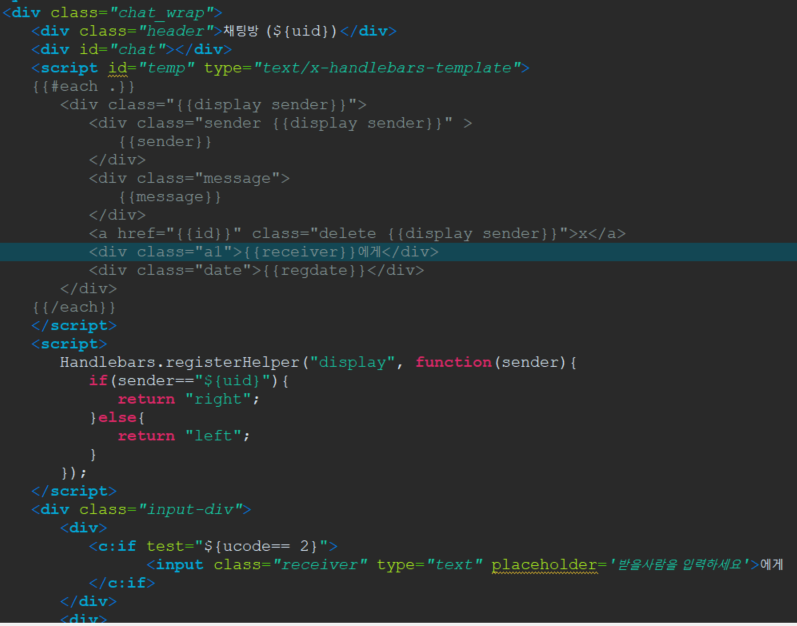 <div class="chat_wrap">
<div class="header">채팅방 (${uid})</div>
<div id="chat"></div>
<script id="temp" type="text/x-handlebars-template">
{{#each .}}
<div class="{{display sender}}">
<div class="sender {{display sender}}" >
{{sender}}
</div>
<div class="message">
{{message}}
</div>
<a href="{{id}}" class="delete {{display sender}}">x</a>
<div class="a1">{{receiver}}에게</div>
<div class="date">{{regdate}}</div>
</div>
{{/each}}
</script>
<script>
Handlebars.registerHelper("display", function(sender){
if(sender=="${uid}"){
return "right";
}else{
return "left";
}
});
</script>
<div class="input-div">
<div>
<c:if test="${ucode== 2}">
<input class="receiver" type="text" placeholder='받을사람을 입력하세요'>에게
</c:if>
</div>
<div>